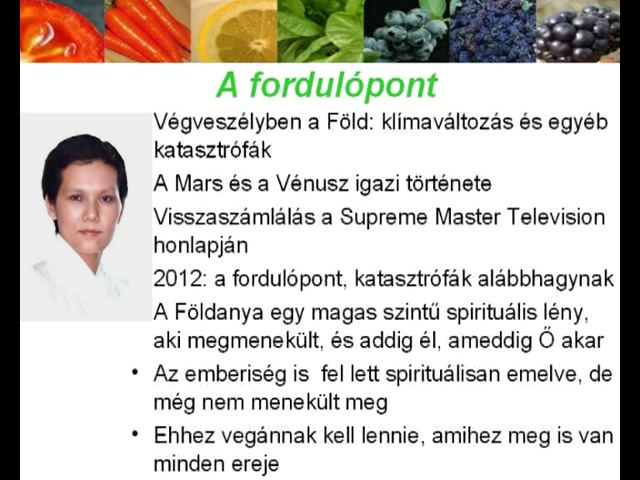 A fordulópont
Végveszélyben a Föld: klímaváltozás és egyéb
katasztrófák
A Mars és a Vénusz igazi története
Visszaszámlálás a Supreme Master Television
honlapján
2012: a fordulópont, katasztrófák alábbhagynak
A Földanya egy magas szintű spirituális lény,
aki megmenekült, és addig él, ameddig Ő akar
• Az emberiség is fel lett spirituálisan emelve, de
még nem menekült meg
• Ehhez vegánnak kell lennie, amihez meg is van
minden ereje